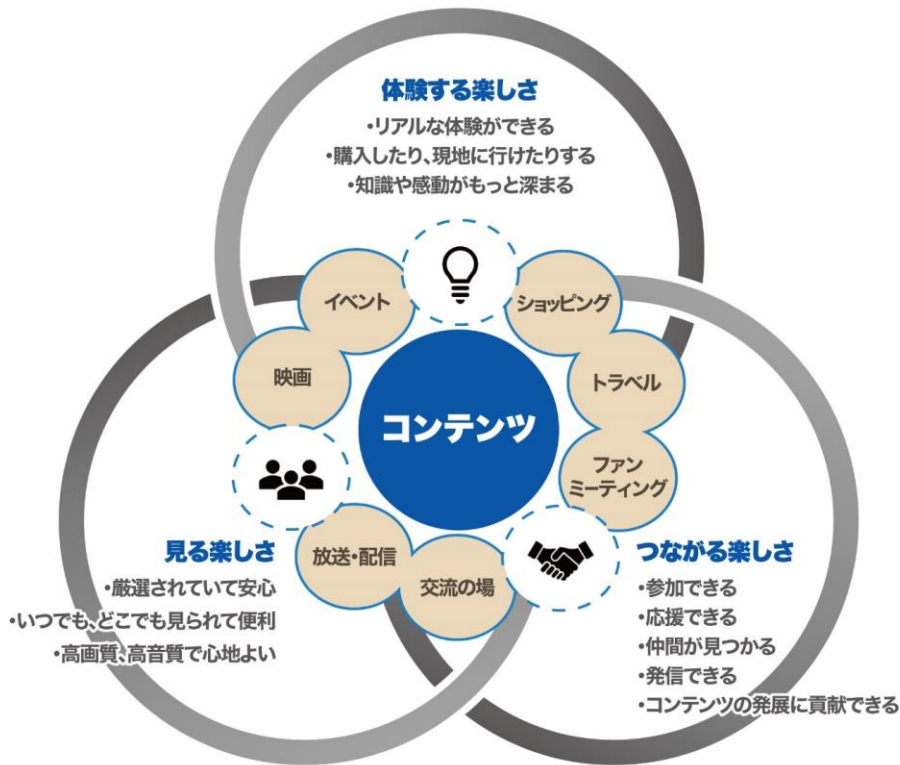 体験する楽しさ
・リアルな体験ができる
・購入したり、現地に行けたりする
・知識や感動がもっと深まる
イベント
ショッピング
映画
トラベル
コンテンツ
ファン
ミーティング
放送・配信
交流の場
見る楽しさ
・厳選されていて安心
・いつでも、どこでも見られて便利
・高画質、高音質で心地よい
つながる楽しさ
・参加できる
・応援できる
・仲間が見つかる
・発信できる
・コンテンツの発展に貢献できる